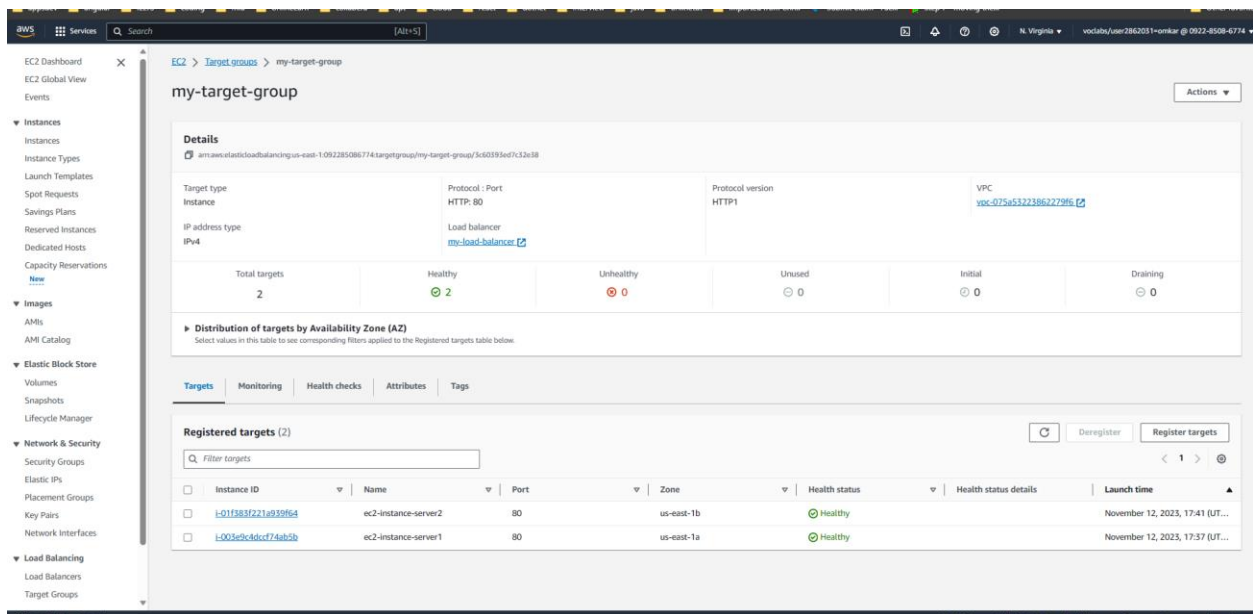 aws Services Search [Alt+S] N. Virginia voclabs/user2862031=omkar @ 0922-8508-6774
EC2 Dashboard
EC2 Global View
Events
Instances
Instances
Instance Types
Launch Templates
Spot Requests
Savings Plans
Reserved Instances
Dedicated Hosts
Capacity Reservations
New
Images
AMIs
AMI Catalog
Elastic Block Store
Volumes
Snapshots
Lifecycle Manager
Network & Security
Security Groups
Elastic IPs
Placement Groups
Key Pairs
Network Interfaces
Load Balancing
Load Balancers
Target Groups
EC2 > Target groups > my-target-group
my-target-group
Actions
Details
arn:aws:elasticloadbalancing:us-east-1:092285086774:targetgroup/my-target-group/3c60393ed7c32e38
Target type Protocol : Port Protocol version VPC
Instance HTTP: 80 HTTP1 vpc-075a53223862279f6
IP address type Load balancer
IPv4 my-load-balancer
Total targets Healthy Unhealthy Unused Initial Draining
2 2 0 0 0 0
Distribution of targets by Availability Zone (AZ)
Select values in this table to see corresponding filters applied to the Registered targets table below.
Targets Monitoring Health checks Attributes Tags
Registered targets (2) Deregister Register targets
Filter targets
1
Instance ID Name Port Zone Health status Health status details Launch time
i-01f383f221a939f64 ec2-instance-server2 80 us-east-1b Healthy November 12, 2023, 17:41 (UT...
i-003e9c4dccf74ab5b ec2-instance-server1 80 us-east-1a Healthy November 12, 2023, 17:37 (UT...